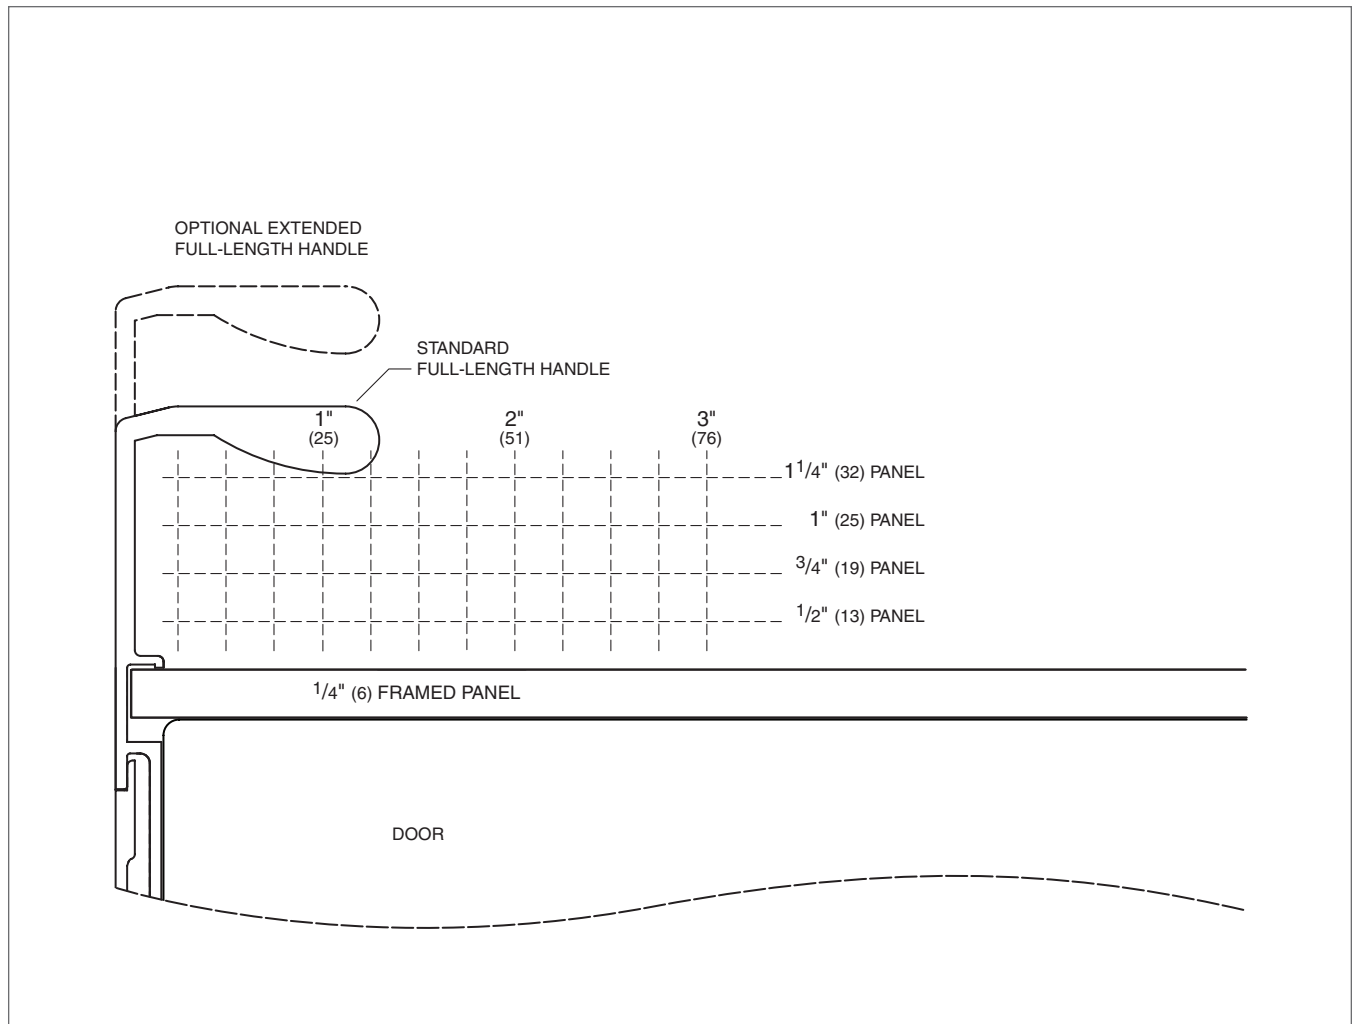 OPTIONAL EXTENDED
FULL-LENGTH HANDLE
STANDARD
FULL-LENGTH HANDLE
1" 2" 3"
(25) (51) (76)
1 1/4" (32) PANEL
1" (25) PANEL
3/4" (19) PANEL
1/2" (13) PANEL
1/4" (6) FRAMED PANEL
DOOR